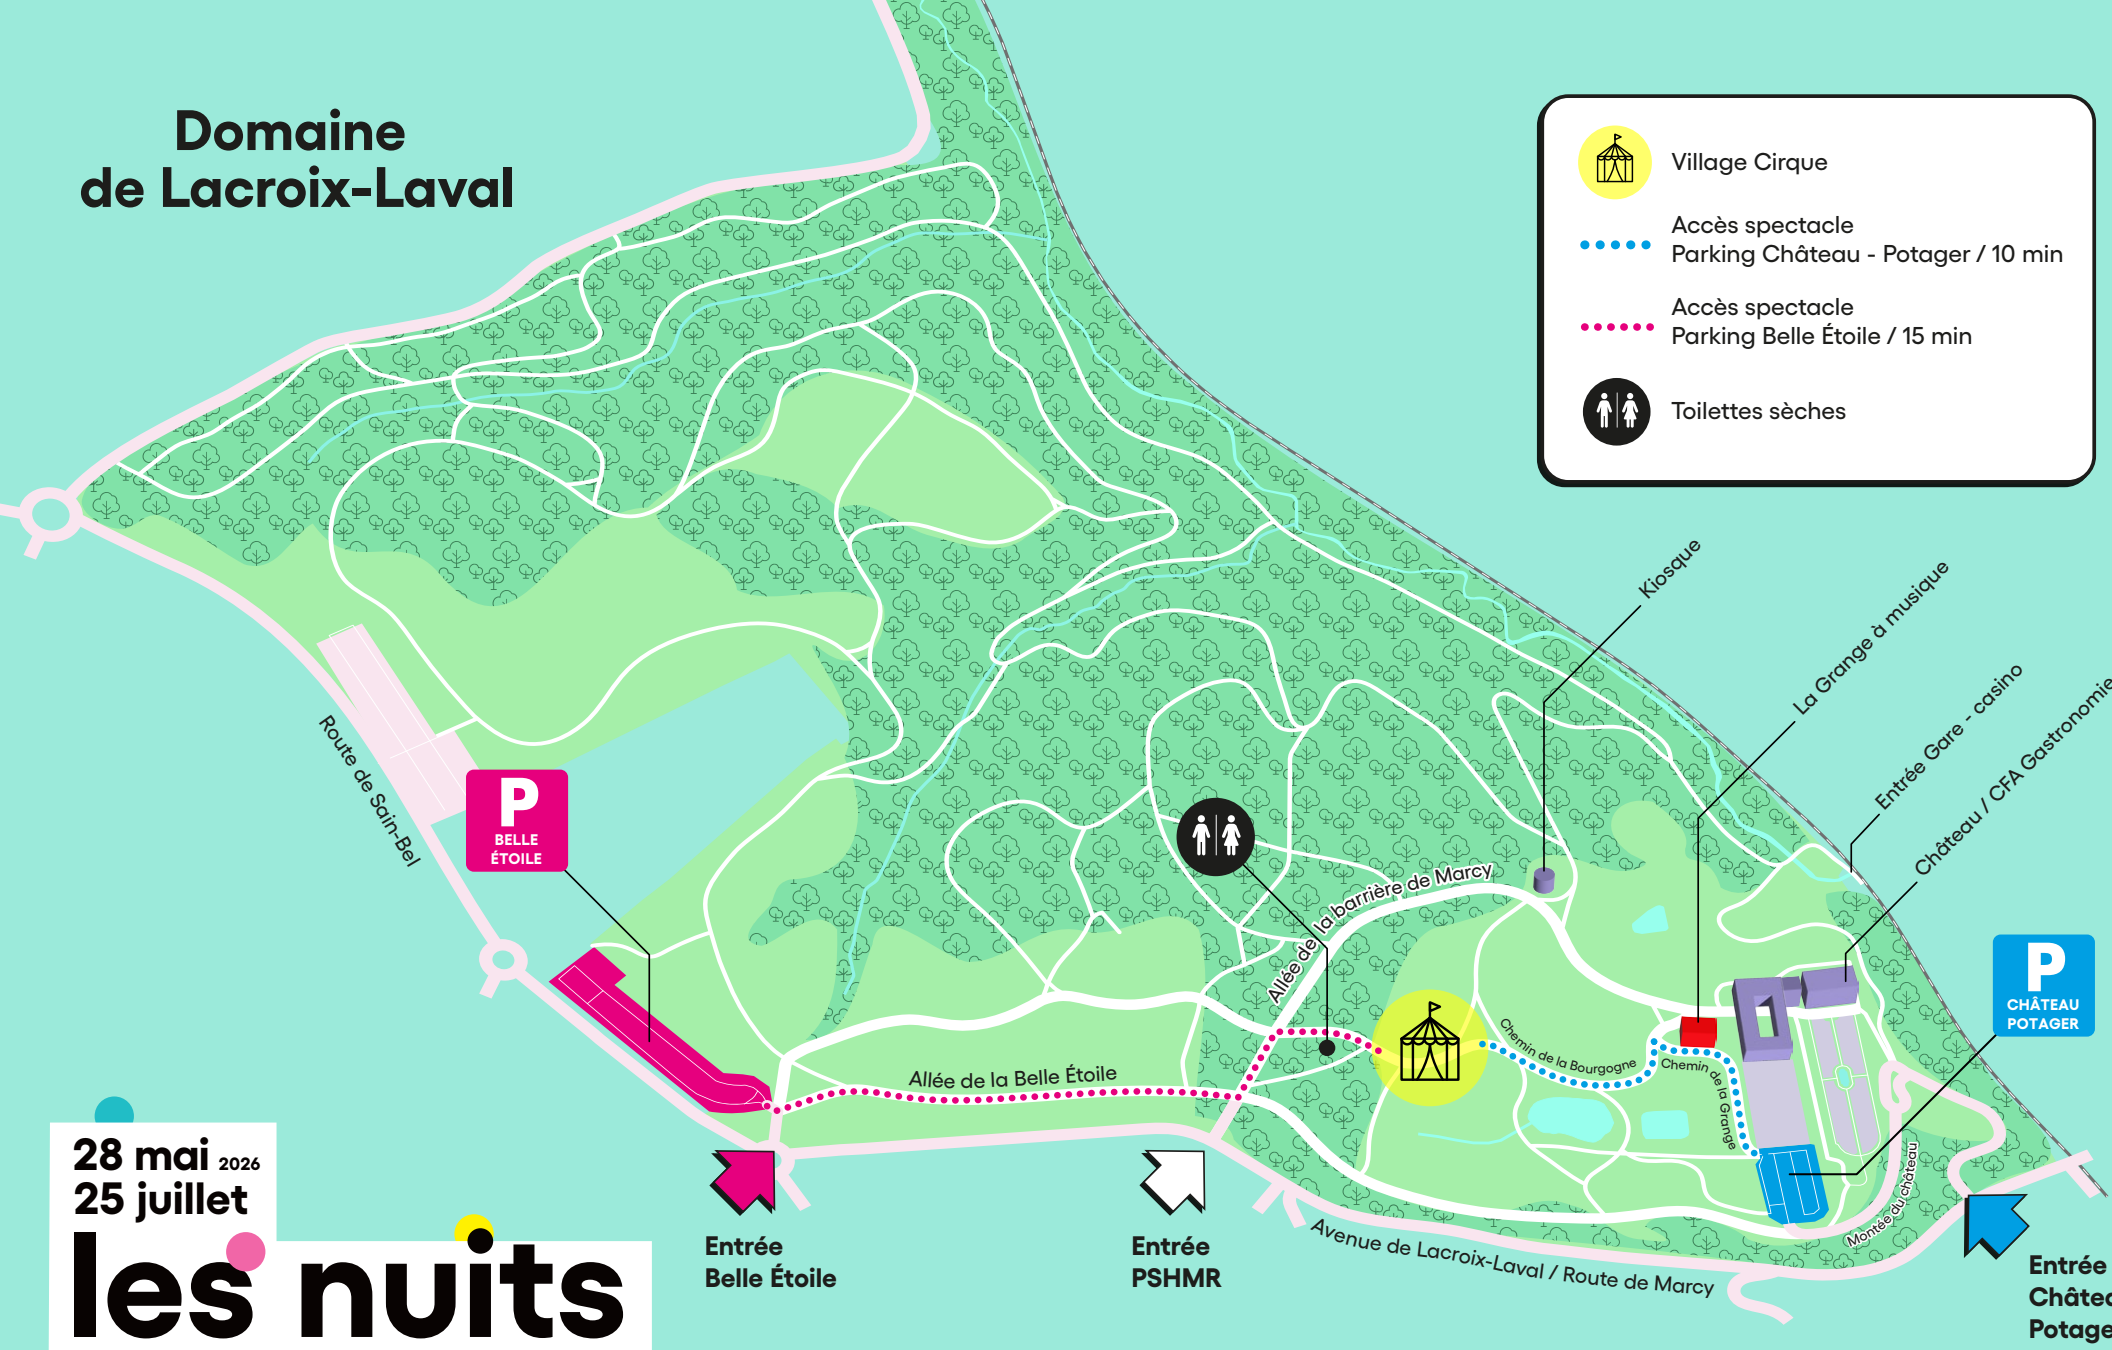 Domaine
de Lacroix-Laval
Village Cirque
Accès spectacle
Parking Château - Potager / 10 min
Accès spectacle
Parking Belle Étoile / 15 min
Toilettes sèches
Kiosque
La Grange à musique
Entrée Gare - casino
Château / CFA Gastronomie
Route de Sain-Bel
P
BELLE
ÉTOILE
Allée de la barrière de Marcy
P
CHÂTEAU
POTAGER
Chemin de la Bourgogne
Chemin de la Grange
Allée de la Belle Étoile
Montée du château
Avenue de Lacroix-Laval / Route de Marcy
Entrée
Belle Étoile
Entrée
PSHMR
Entrée
Châtea
Potage
28 mai 2026
25 juillet
les nuits